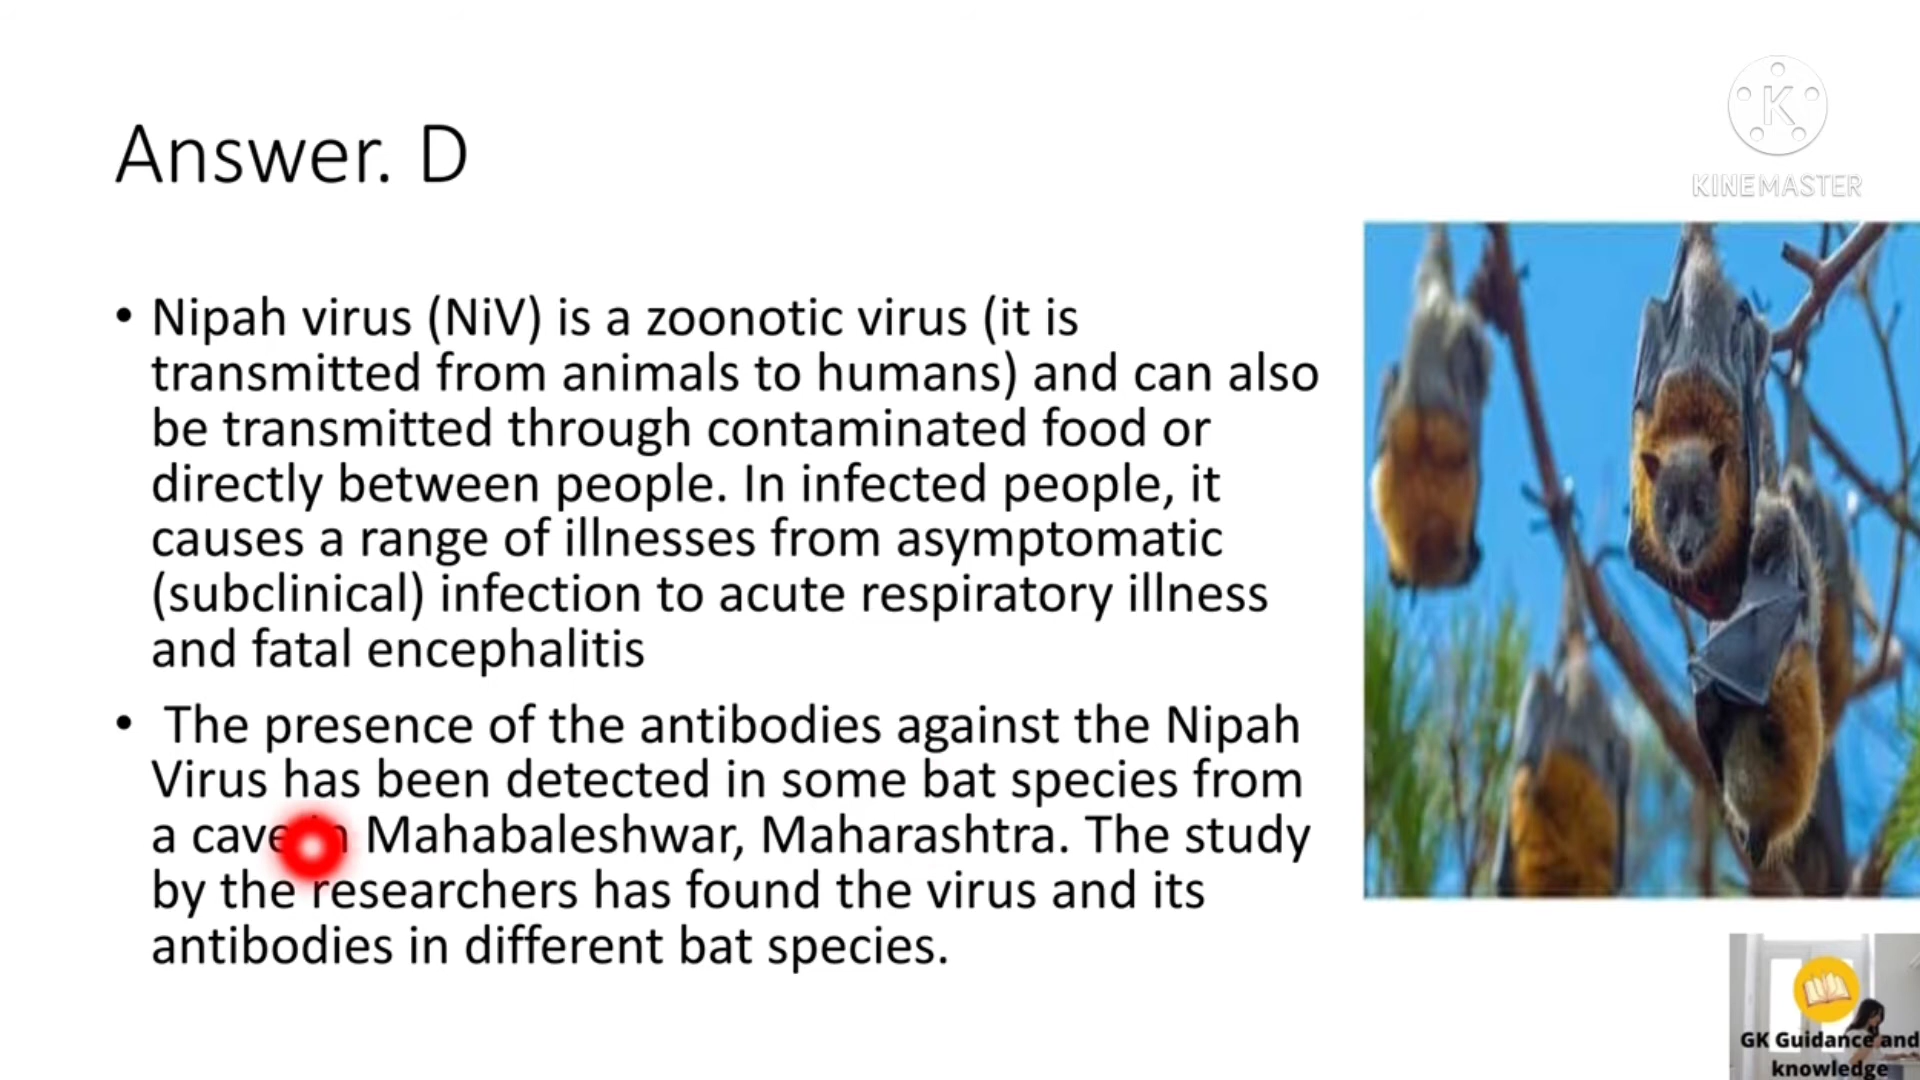 K
KINEMASTER
Answer. D
• Nipah virus (NiV) is a zoonotic virus (it is
transmitted from animals to humans) and can also
be transmitted through contaminated food or
directly between people. In infected people, it
causes a range of illnesses from asymptomatic
(subclinical) infection to acute respiratory illness
and fatal encephalitis
• The presence of the antibodies against the Nipah
Virus has been detected in some bat species from
a cave in Mahabaleshwar, Maharashtra. The study
by the researchers has found the virus and its
antibodies in different bat species.
GK Guidance and
knowledge